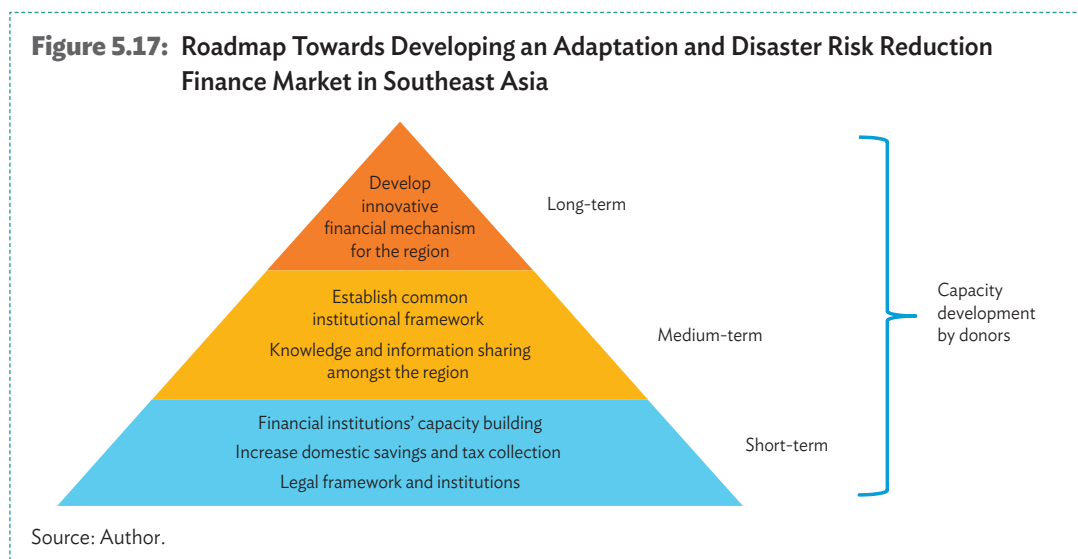 Figure 5.17: Roadmap Towards Developing an Adaptation and Disaster Risk Reduction
Finance Market in Southeast Asia
Develop
innovative
financial mechanism
for the region
Long-term
Establish common
institutional framework
Knowledge and information sharing
amongst the region
Medium-term
Financial institutions’ capacity building
Increase domestic savings and tax collection
Legal framework and institutions
Short-term
Capacity
development
by donors
Source: Author.